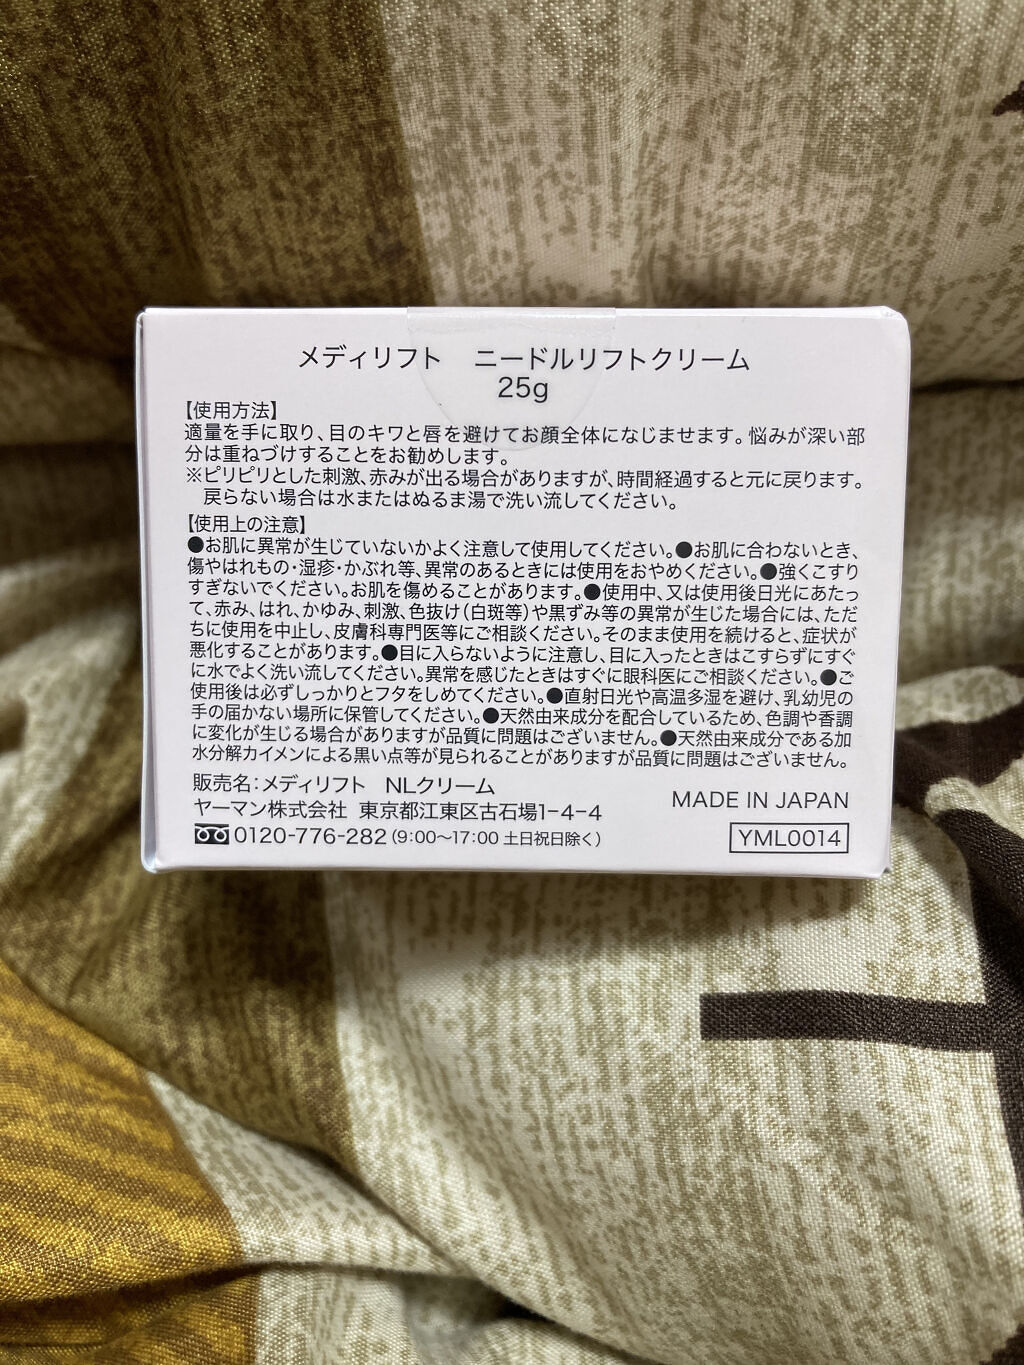 メディリフト ニードルリフトクリーム
25g
【使用方法】
適量を手に取り、目のキワと唇を避けてお顔全体になじませます。悩みが深い部
分は重ねづけすることをお勧めします。
※ピリピリとした刺激、赤みが出る場合がありますが、時間経過すると元に戻ります。
戻らない場合は水またはぬるま湯で洗い流してください。
【使用上の注意】
●お肌に異常が生じていないかよく注意して使用してください。●お肌に合わないとき、
傷やはれもの・湿疹・かぶれ等、異常のあるときには使用をおやめください。●強くこすり
すぎないでください。お肌を傷めることがあります。●使用中、又は使用後日光にあたっ
て、赤み、はれ、かゆみ、刺激、色抜け(白斑等)や黒ずみ等の異常が生じた場合には、ただ
ちに使用を中止し、皮膚科専門医等にご相談ください。そのまま使用を続けると、症状が
悪化することがあります。●目に入らないように注意し、目に入ったときはこすらずにすぐ
に水でよく洗い流してください。異常を感じたときはすぐに眼科医にご相談ください。●ご
使用後は必ずしっかりとフタをしめてください。●直射日光や高温多湿を避け、乳幼児の
手の届かない場所に保管してください。●天然由来成分を配合しているため、色調や香調
に変化が生じる場合がありますが品質に問題はございません。●天然由来成分である加
水分解カイメンによる黒い点等が見られることがありますが品質に問題はございません。
販売名:メディリフト NLクリーム
ヤーマン株式会社 東京都江東区古石場1-4-4
0120-776-282(9:00~17:00 土日祝日除く)
MADE IN JAPAN
YML0014